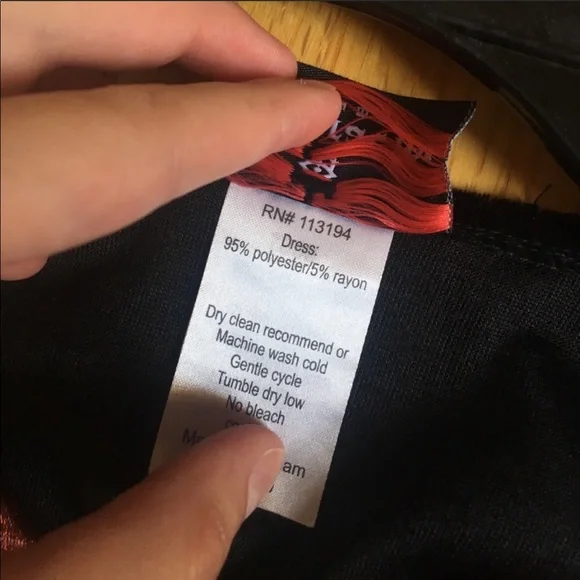 RN# 113194
Dress:
95% polyester/5% rayon
Dry clean recommend or
Machine wash cold
Gentle cycle
Tumble dry low
No bleach